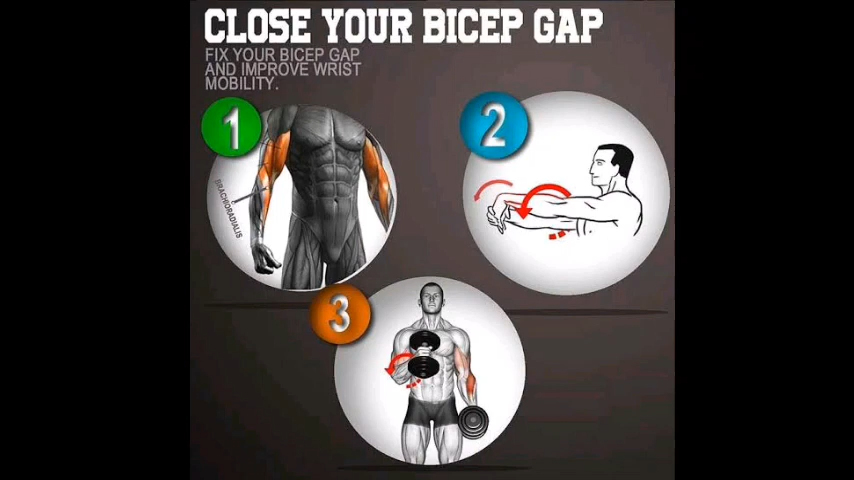 CLOSE YOUR BICEP GAP
FIX YOUR BICEP GAP
AND IMPROVE WRIST
MOBILITY.
1
2
BRACHIORADIALIS
3